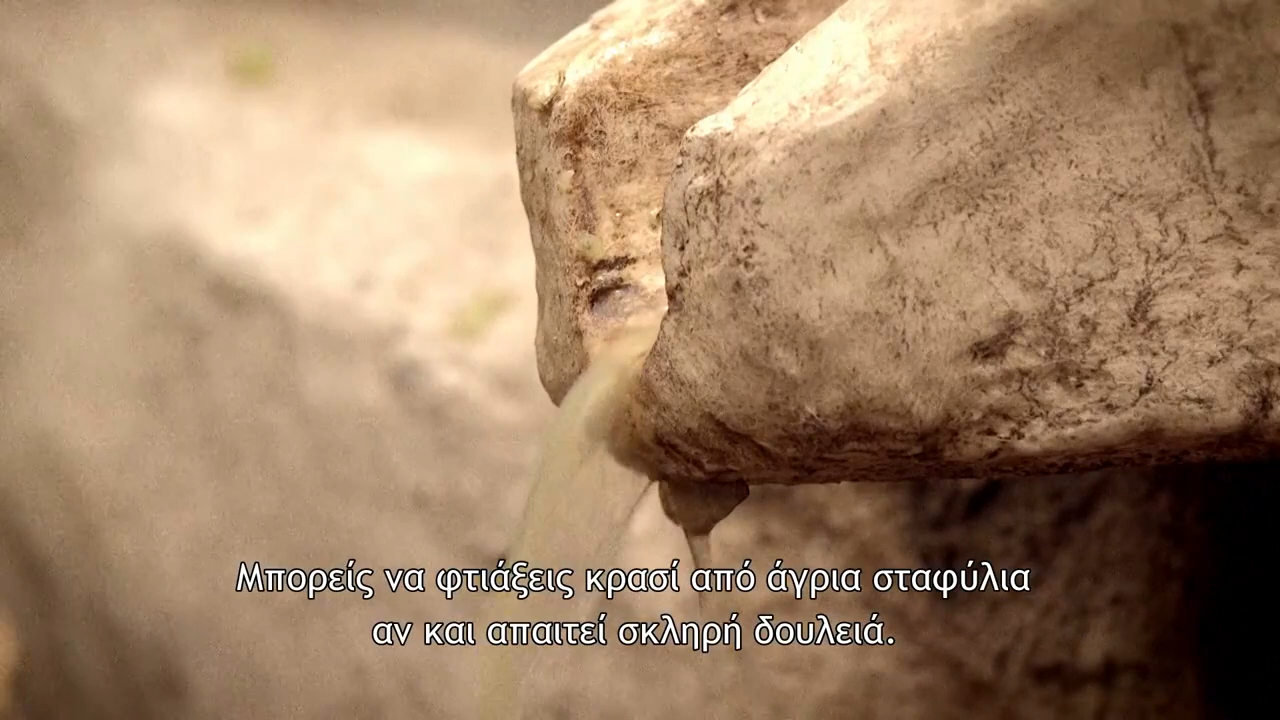 Μπορείς να φτιάξεις κρασί από άγρια σταφύλια
αν και απαιτεί σκληρή δουλειά.